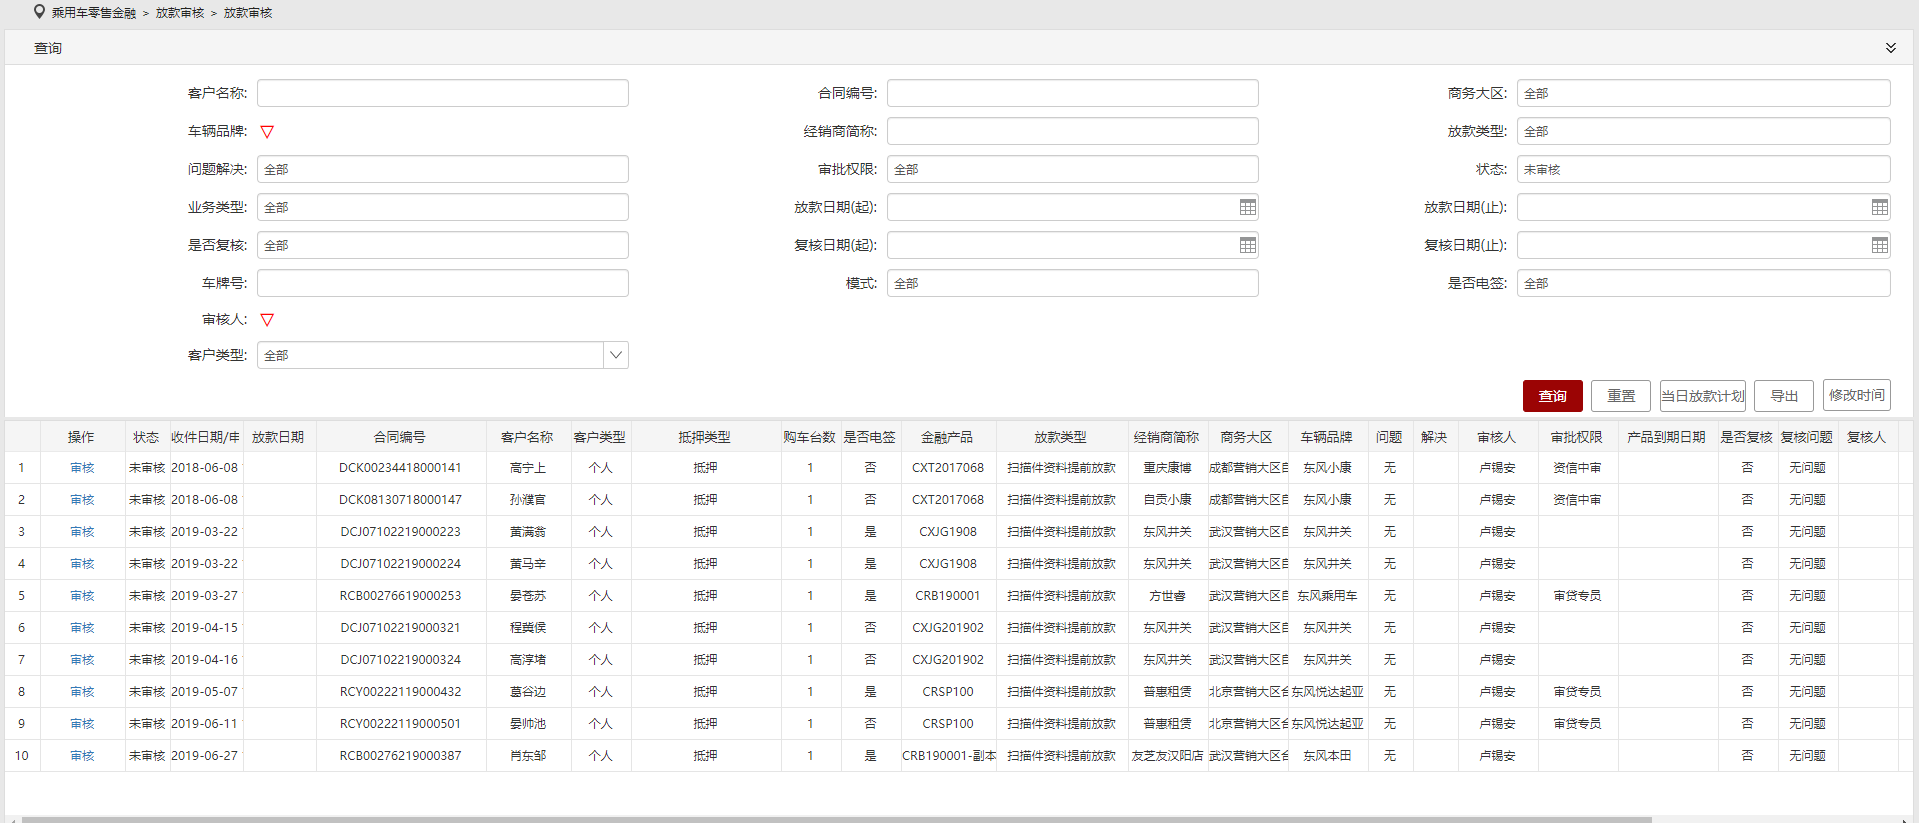 乘用车零售金融 > 放款审核 > 放款审核
查询
客户名称: 合同编号: 商务大区: 全部
车辆品牌: 经销商简称: 放款类型: 全部
问题解决: 全部 审批权限: 全部 状态: 未审核
业务类型: 全部 放款日期(起): 放款日期(止):
是否复核: 全部 复核日期(起): 复核日期(止):
车牌号: 模式: 全部 是否电签: 全部
审核人:
客户类型: 全部
查询 重置 当日放款计划 导出 修改时间
操作 状态 收件日期/审 放款日期 合同编号 客户名称 客户类型 抵押类型 购车台数 是否电签 金融产品 放款类型 经销商简称 商务大区 车辆品牌 问题 解决 审核人 审批权限 产品到期日期 是否复核 复核问题 复核人
1 审核 未审核 2018-06-08 DCK00234418000141 高宁上 个人 抵押 1 否 CXT2017068 扫描件资料提前放款 重庆康博 成都营销大区 东风小康 无 卢锡安 资信中审 否 无问题
2 审核 未审核 2018-06-08 DCK08130718000147 孙濮官 个人 抵押 1 否 CXT2017068 扫描件资料提前放款 自贡小康 成都营销大区 东风小康 无 卢锡安 资信中审 否 无问题
3 审核 未审核 2019-03-22 DCJ07102219000223 黄满翁 个人 抵押 1 是 CXJG1908 扫描件资料提前放款 东风井关 武汉营销大区 东风井关 无 卢锡安 否 无问题
4 审核 未审核 2019-03-22 DCJ07102219000224 黄马辛 个人 抵押 1 是 CXJG1908 扫描件资料提前放款 东风井关 武汉营销大区 东风井关 无 卢锡安 否 无问题
5 审核 未审核 2019-03-27 RCB00276619000253 晏苍苏 个人 抵押 1 是 CRB190001 扫描件资料提前放款 方世睿 武汉营销大区 东风乘用车 无 卢锡安 审贷专员 否 无问题
6 审核 未审核 2019-04-15 DCJ07102219000321 程冀侯 个人 抵押 1 否 CXJG201902 扫描件资料提前放款 东风井关 武汉营销大区 东风井关 无 卢锡安 否 无问题
7 审核 未审核 2019-04-16 DCJ07102219000324 高淳堵 个人 抵押 1 否 CXJG201902 扫描件资料提前放款 东风井关 武汉营销大区 东风井关 无 卢锡安 否 无问题
8 审核 未审核 2019-05-07 RCY00222119000432 葛谷边 个人 抵押 1 是 CRSP100 扫描件资料提前放款 普惠租赁 北京营销大区 东风悦达起亚 无 卢锡安 审贷专员 否 无问题
9 审核 未审核 2019-06-11 RCY00222119000501 晏帅池 个人 抵押 1 否 CRSP100 扫描件资料提前放款 普惠租赁 北京营销大区 东风悦达起亚 无 卢锡安 审贷专员 否 无问题
10 审核 未审核 2019-06-27 RCB00276219000387 肖东邹 个人 抵押 1 是 CRB190001-副本 扫描件资料提前放款 友芝友汉阳店 武汉营销大区 东风本田 无 卢锡安 否 无问题